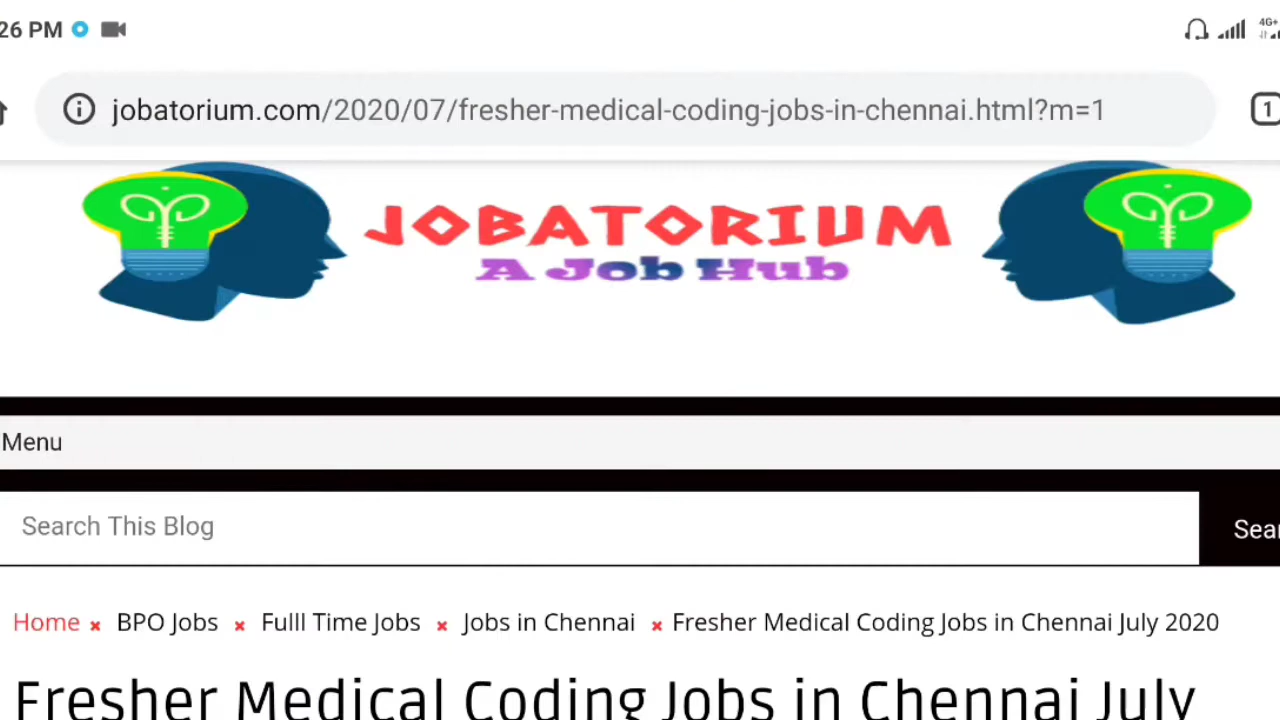 26 PM 4G+
jobatorium.com/2020/07/fresher-medical-coding-jobs-in-chennai.html?m=1 1
JOBATORIUM
A Job Hub
Menu
Search This Blog Sear
Home × BPO Jobs × Fulll Time Jobs × Jobs in Chennai × Fresher Medical Coding Jobs in Chennai July 2020
Fresher Medical Coding Jobs in Chennai July